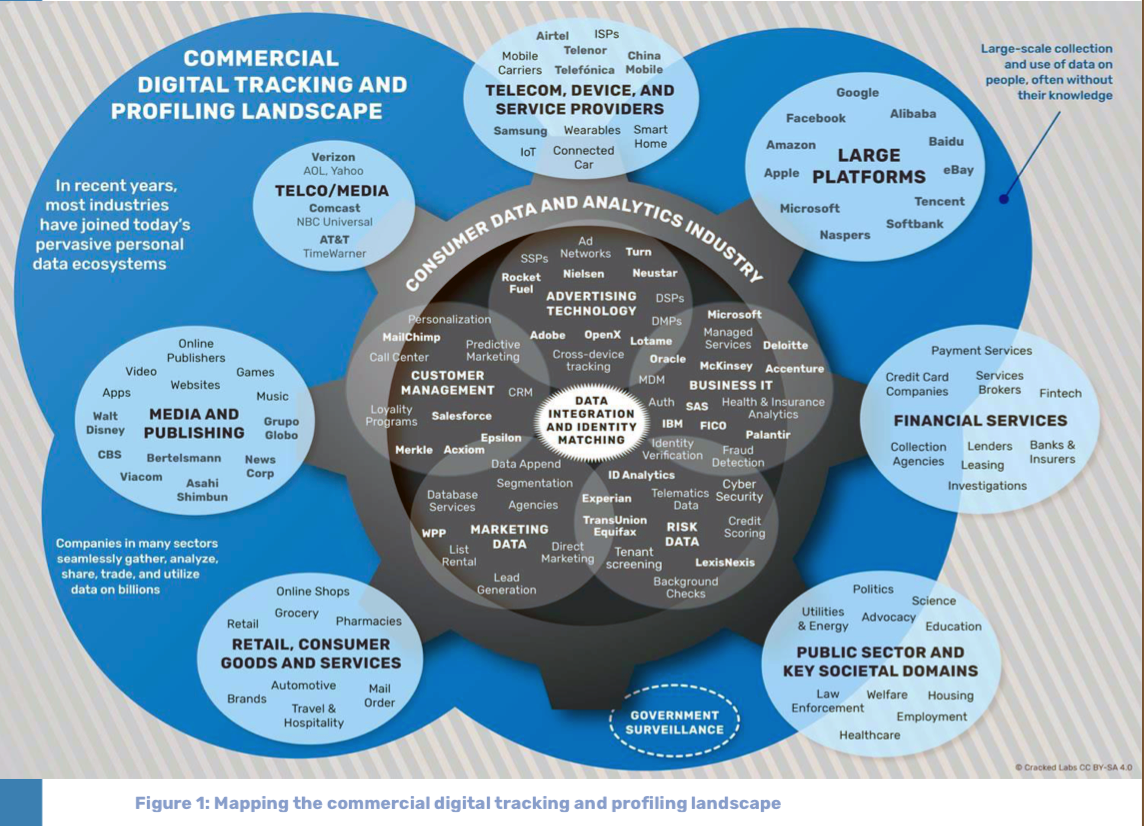 COMMERCIAL
DIGITAL TRACKING AND
PROFILING LANDSCAPE
In recent years,
most industries
have joined today's
pervasive personal
data ecosystems
Airtel
ISPs
Telenor
Mobile
Carriers
China
Mobile
Telefónica
TELECOM, DEVICE, AND
SERVICE PROVIDERS
Samsung
Wearables
Smart
Home
IoT
Connected
Car
Large-scale collection
and use of data on
people, often without
their knowledge
Google
Facebook
Alibaba
Amazon
Baidu
LARGE
PLATFORMS
Apple
eBay
Microsoft
Tencent
Softbank
Naspers
Verizon
AOL, Yahoo
TELCO/MEDIA
Comcast
NBC Universal
AT&T
TimeWarner
CONSUMER DATA AND ANALYTICS INDUSTRY
Ad
Networks
SSPs
Turn
Rocket
Fuel
Nielsen
Neustar
ADVERTISING
TECHNOLOGY
DSPs
DMPs
Adobe
OpenX
Lotame
Cross-device
tracking
Personalization
MailChimp
Call Center
Predictive
Marketing
CUSTOMER
MANAGEMENT
CRM
Loyality
Programs
Salesforce
Epsilon
Merkle
Acxiom
Microsoft
Managed
Services
Deloitte
Oracle
McKinsey
Accenture
MDM
BUSINESS IT
Auth
SAS
Health & Insurance
Analytics
IBM
FICO
Palantir
Identity
Verification
Fraud
Detection
DATA
INTEGRATION
AND IDENTITY
MATCHING
Data Append
Segmentation
Database
Services
Agencies
WPP
MARKETING
DATA
List
Rental
Direct
Marketing
Lead
Generation
ID Analytics
Experian
Telematics
Data
Cyber
Security
TransUnion
Equifax
RISK
DATA
Credit
Scoring
Tenant
screening
LexisNexis
Background
Checks
Online
Publishers
Video
Games
Websites
Apps
Music
MEDIA AND
PUBLISHING
Walt
Disney
Grupo
Globo
CBS
Bertelsmann
News
Corp
Viacom
Asahi
Shimbun
Payment Services
Credit Card
Companies
Services
Brokers
Fintech
FINANCIAL SERVICES
Collection
Agencies
Lenders
Banks &
Insurers
Leasing
Investigations
Companies in many sectors
seamlessly gather, analyze,
share, trade, and utilize
data on billions
Online Shops
Grocery
Retail
Pharmacies
RETAIL, CONSUMER
GOODS AND SERVICES
Automotive
Brands
Mail
Order
Travel &
Hospitality
GOVERNMENT
SURVEILLANCE
Politics
Science
Utilities
& Energy
Advocacy
Education
PUBLIC SECTOR AND
KEY SOCIETAL DOMAINS
Law
Enforcement
Welfare
Housing
Employment
Healthcare
© Cracked Labs CC BY-SA 4.0
Figure 1: Mapping the commercial digital tracking and profiling landscape